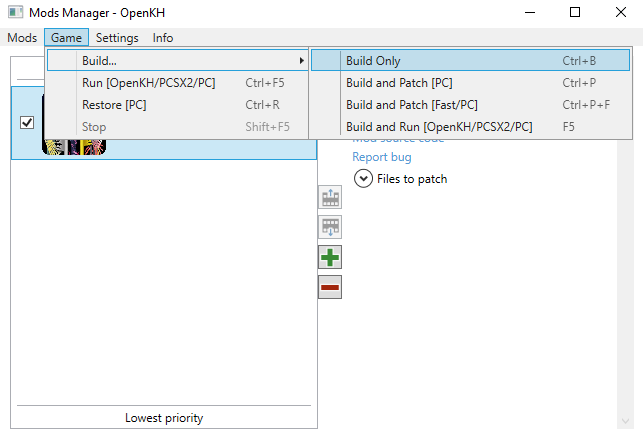 Mods Manager - OpenKH
Mods Game Settings Info
Build...
Run [OpenKH/PCSX2/PC] Ctrl+F5
Restore [PC] Ctrl+R
Stop Shift+F5
Build Only Ctrl+B
Build and Patch [PC] Ctrl+P
Build and Patch [Fast/PC] Ctrl+P+F
Build and Run [OpenKH/PCSX2/PC] F5
Mod source code
Report bug
Files to patch
Lowest priority